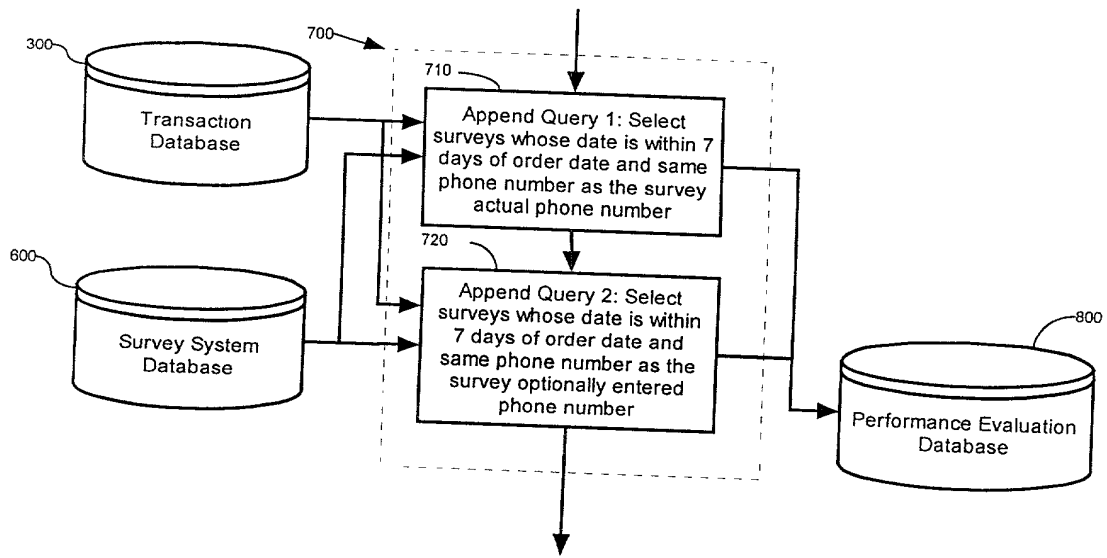 700
300
710
Transaction
Database
Append Query 1: Select
surveys whose date is within 7
days of order date and same
phone number as the survey
actual phone number
600
720
Survey System
Database
Append Query 2: Select
surveys whose date is within
7 days of order date and
same phone number as the
survey optionally entered
phone number
800
Performance Evaluation
Database